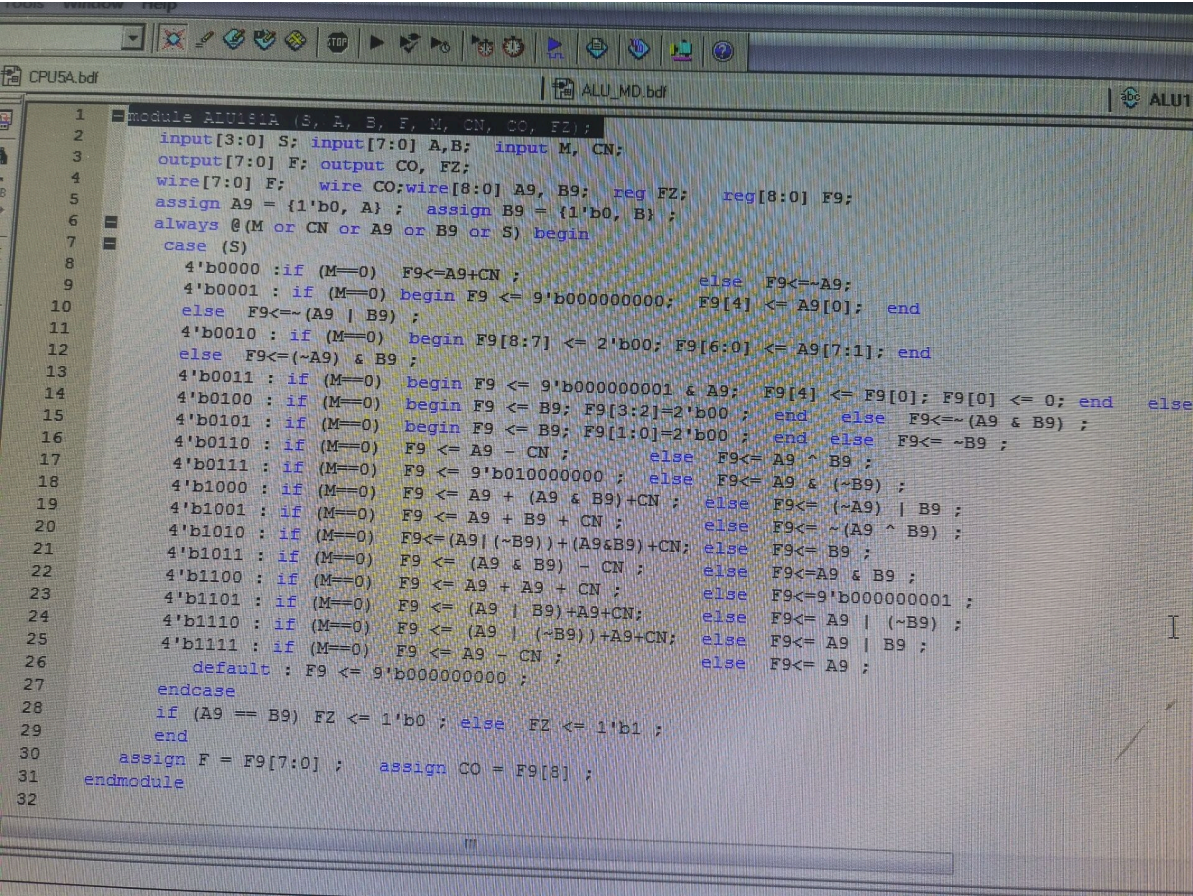 Tools Window Help
STOP
CPU5A.bdf
ALU_MD.bdf
abc ALU1
1 module ALU181A (S, A, B, F, M, CN, CO, FZ);
2 input[3:0] S; input[7:0] A,B; input M, CN;
3 output[7:0] F; output CO, FZ;
4 wire[7:0] F; wire CO;wire[8:0] A9, B9; reg FZ; reg[8:0] F9;
5 assign A9 = {1'b0, A} ; assign B9 = {1'b0, B} ;
6 always @(M or CN or A9 or B9 or S) begin
7 case (S)
8 4'b0000 :if (M==0) F9<=A9+CN ; else F9<=~A9;
9 4'b0001 : if (M==0) begin F9 <= 9'b000000000; F9[4] <= A9[0]; end
10 else F9<=~(A9 | B9) ;
11 4'b0010 : if (M==0) begin F9[8:7] <= 2'b00; F9[6:0] <= A9[7:1]; end
12 else F9<=(~A9) & B9 ;
13 4'b0011 : if (M==0) begin F9 <= 9'b000000001 & A9; F9[4] <= F9[0]; F9[0] <= 0; end else
14 4'b0100 : if (M==0) begin F9 <= B9; F9[3:2]=2'b00 ; end else F9<=~(A9 & B9) ;
15 4'b0101 : if (M==0) begin F9 <= B9; F9[1:0]=2'b00 ; end else F9<= ~B9 ;
16 4'b0110 : if (M==0) F9 <= A9 - CN ; else F9<= A9 ^ B9 ;
17 4'b0111 : if (M==0) F9 <= 9'b010000000 ; else F9<= A9 & (~B9) ;
18 4'b1000 : if (M==0) F9 <= A9 + (A9 & B9)+CN ; else F9<= (~A9) | B9 ;
19 4'b1001 : if (M==0) F9 <= A9 + B9 + CN ; else F9<= ~(A9 ^ B9) ;
20 4'b1010 : if (M==0) F9<=(A9|(~B9))+(A9&B9)+CN; else F9<= B9 ;
21 4'b1011 : if (M==0) F9 <= (A9 & B9) - CN ; else F9<=A9 & B9 ;
22 4'b1100 : if (M==0) F9 <= A9 + A9 + CN ; else F9<=9'b000000001 ;
23 4'b1101 : if (M==0) F9 <= (A9 | B9)+A9+CN; else F9<= A9 | (~B9) ;
24 4'b1110 : if (M==0) F9 <= (A9 | (~B9))+A9+CN; else F9<= A9 | B9 ;
25 4'b1111 : if (M==0) F9 <= A9 - CN ; else F9<= A9 ;
26 default : F9 <= 9'b000000000 ;
27 endcase
28 if (A9 == B9) FZ <= 1'b0 ; else FZ <= 1'b1 ;
29 end
30 assign F = F9[7:0] ; assign CO = F9[8] ;
31 endmodule
32